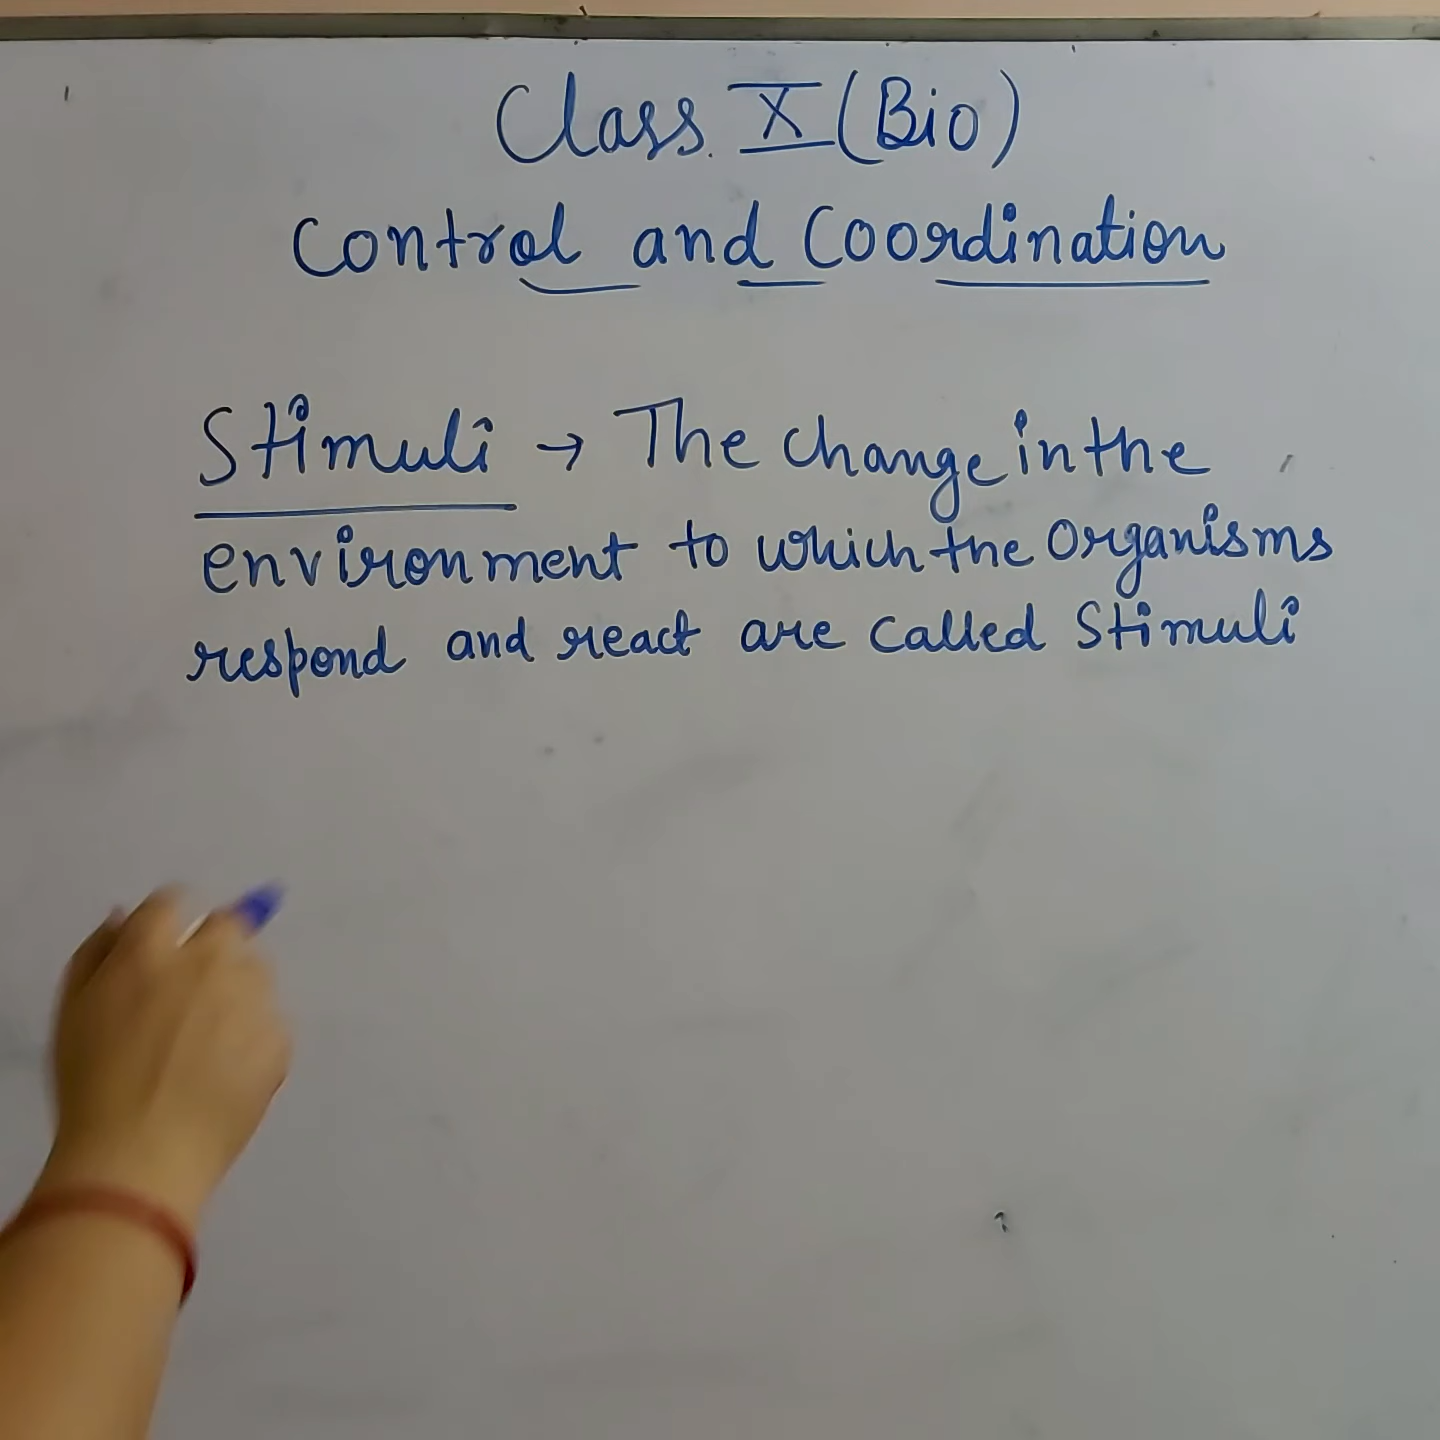 Class X (Bio)
Control and Coordination
Stimuli → The change in the
environment to which the Organisms
respond and react are called Stimuli